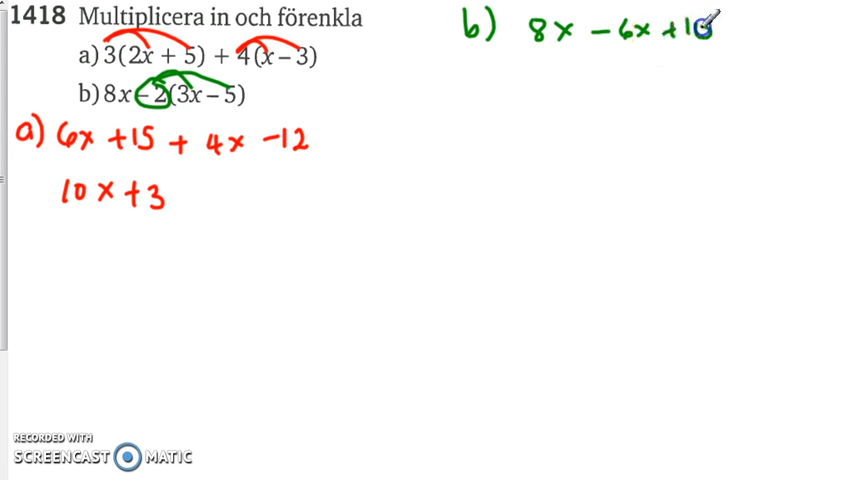 1418 Multiplicera in och förenkla
a) 3(2x + 5) + 4(x − 3)
b) 8x − 2(3x − 5)
a) 6x +15 + 4x −12
10x + 3
b) 8x − 6x + 10
RECORDED WITH
SCREENCAST MATIC